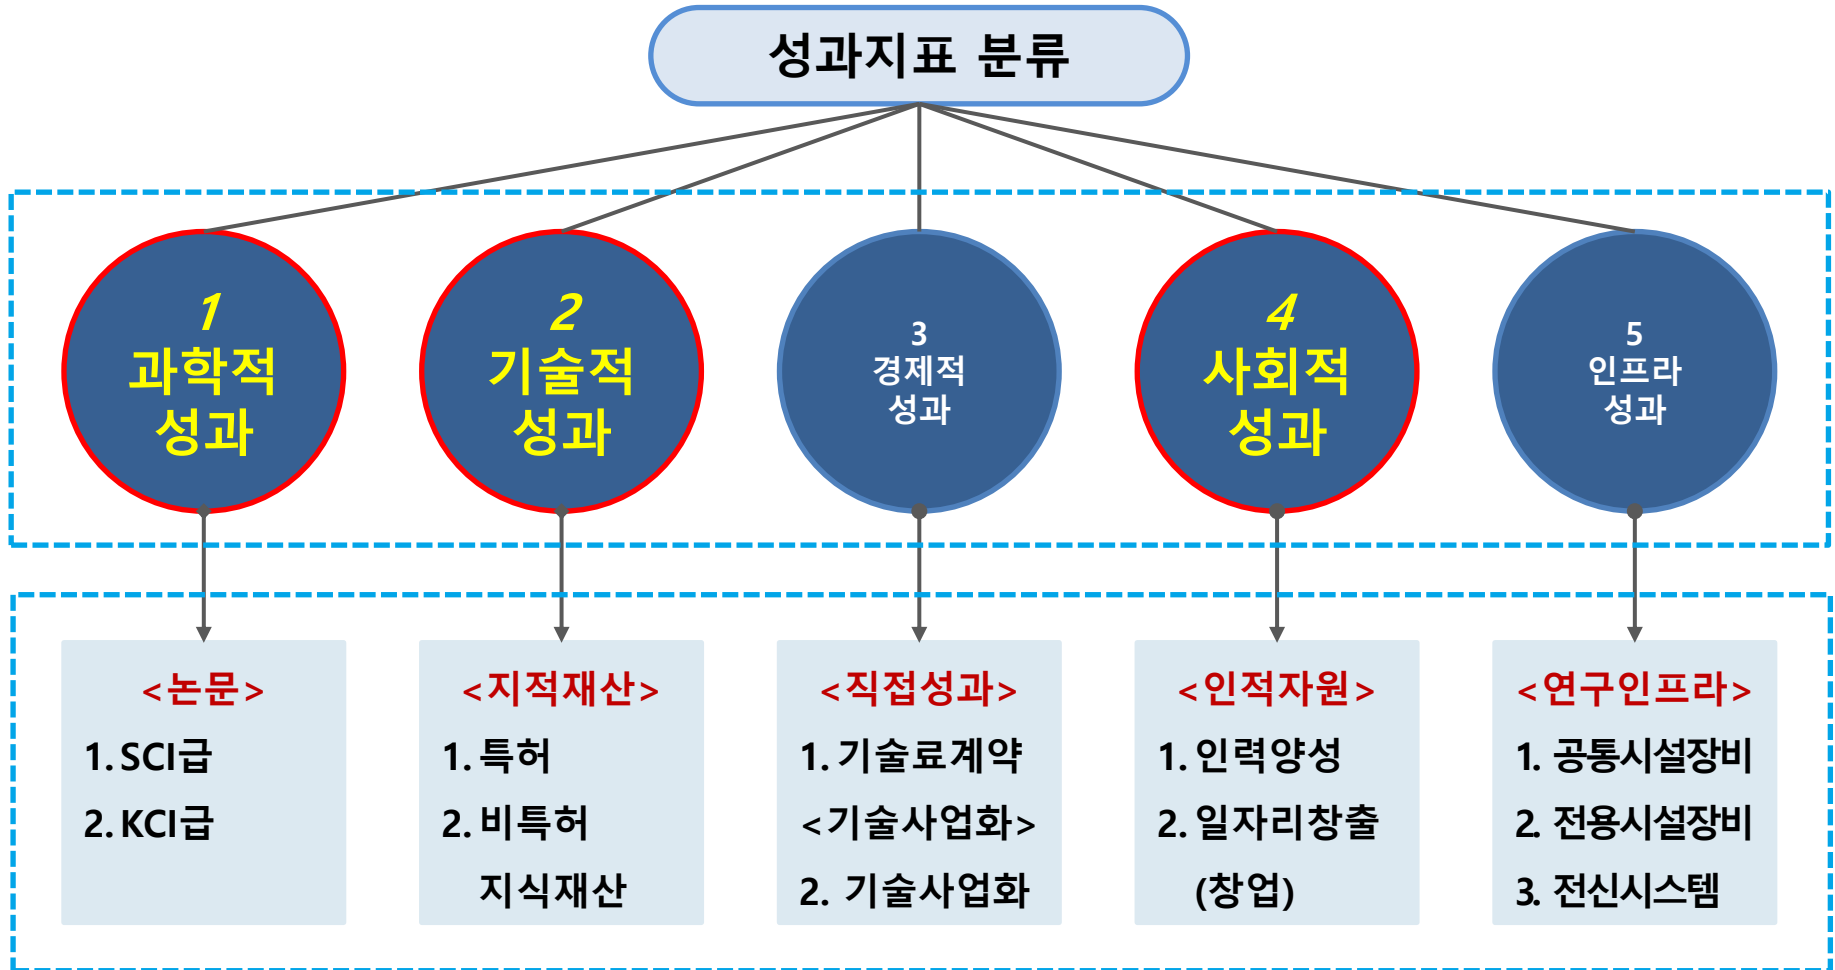 성과지표 분류
1
과학적
성과
2
기술적
성과
3
경제적
성과
4
사회적
성과
5
인프라
성과
<논문>
1. SCI급
2. KCI급
<지적재산>
1. 특허
2. 비특허
지식재산
<직접성과>
1. 기술료계약
<기술사업화>
2. 기술사업화
<인적자원>
1. 인력양성
2. 일자리창출
(창업)
<연구인프라>
1. 공통시설장비
2. 전용시설장비
3. 전신시스템